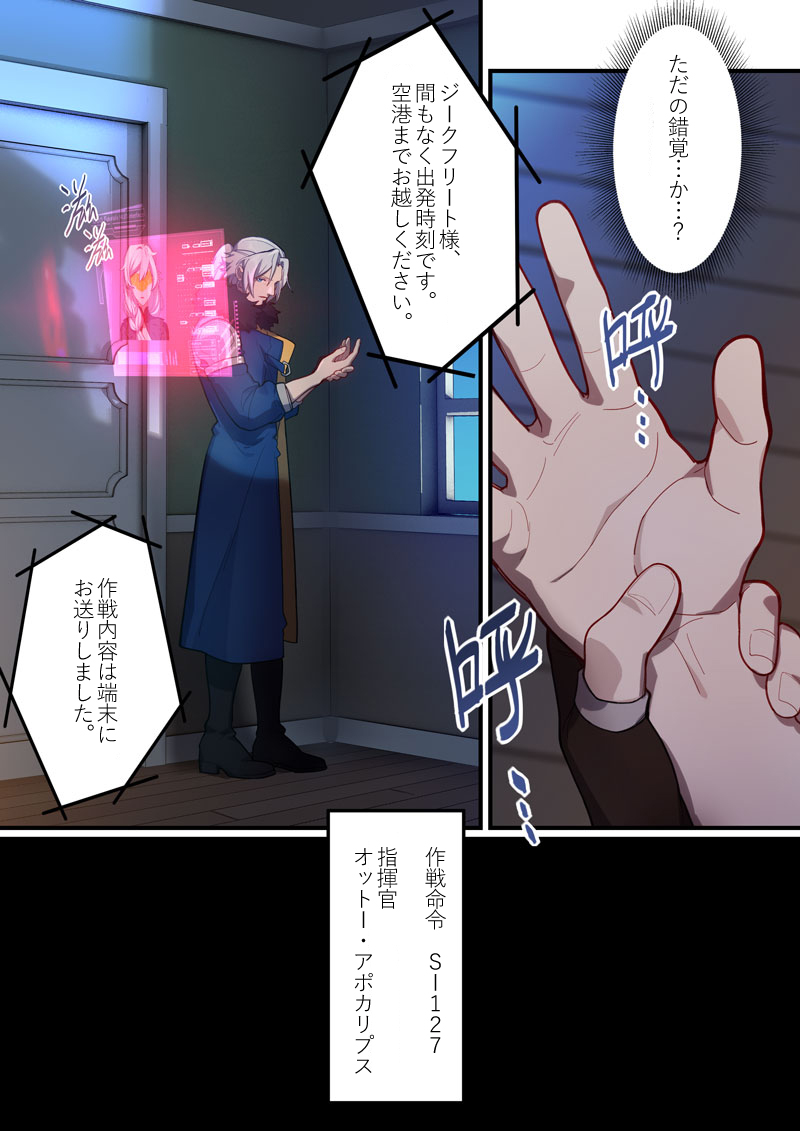 ただの錯覚…か…？
呼…
呼…
ジークフリート様、
間もなく出発時刻です。
空港までお越しください。
作戦内容は端末に
お送りしました。
作戦命令　SI127
指揮官
オットー・アポカリプス